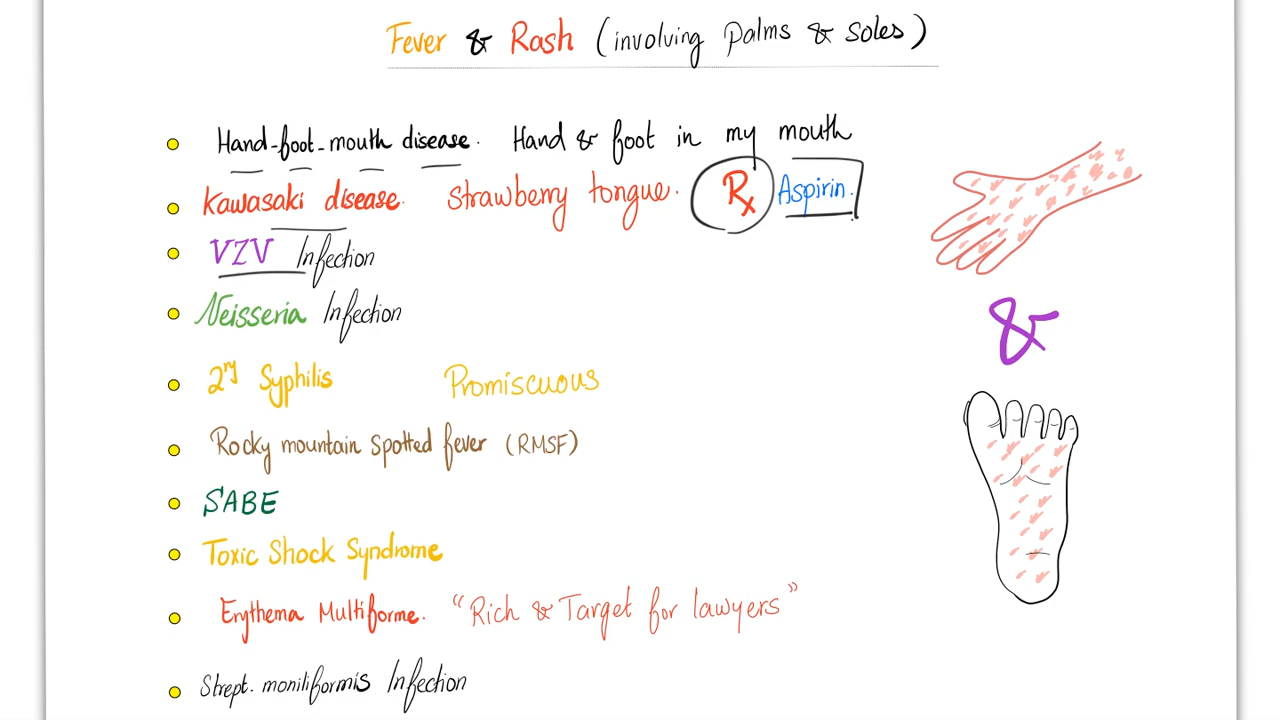 Fever & Rash (involving Palms & Soles)
Hand-foot-mouth disease. Hand & foot in my mouth
Kawasaki disease. Strawberry tongue. Rx Aspirin.
VZV Infection
Neisseria Infection
&
2ry Syphilis Promiscuous
Rocky mountain spotted fever (RMSF)
SABE
Toxic Shock Syndrome
Erythema Multiforme. "Rich & Target for lawyers"
Strept. moniliformis Infection